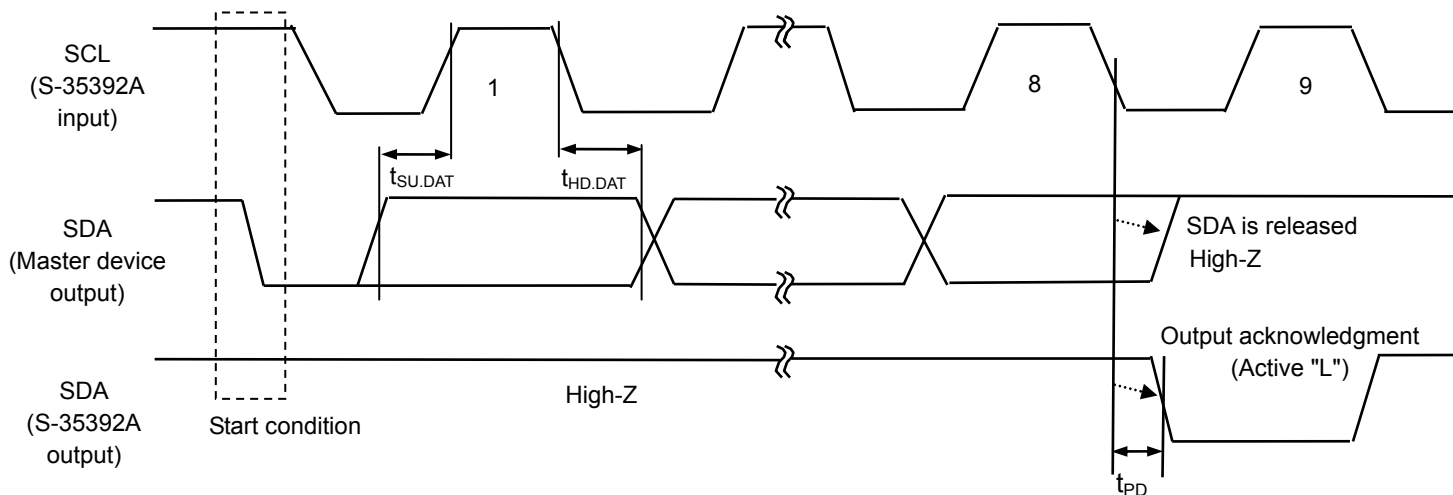 SCL
(S-35392A
input)
1
8
9
tSU.DAT
tHD.DAT
SDA
(Master device
output)
SDA is released
High-Z
SDA
(S-35392A
output)
Start condition
High-Z
Output acknowledgment
(Active "L")
tPD